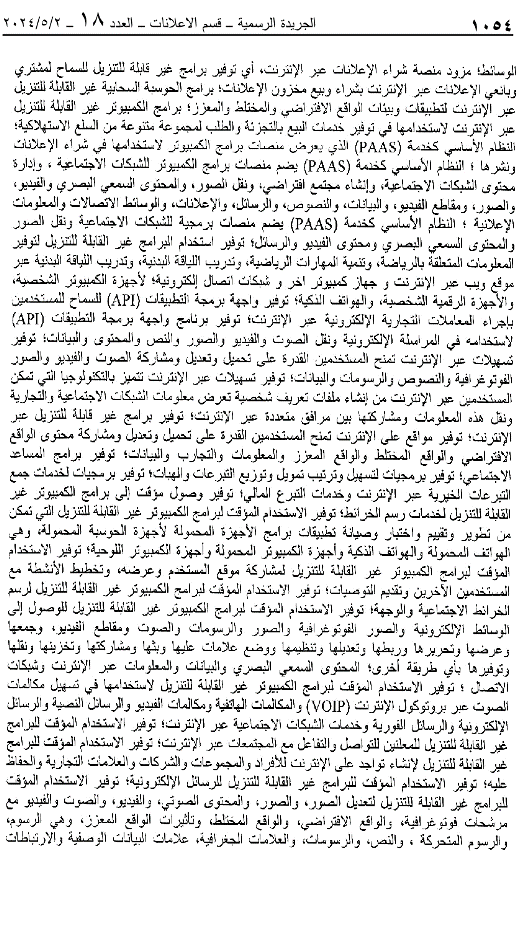 ١٠٥٤
الجريدة الرسمية – قسم الاعلانات – العدد ١٨ – ٢٠٢٤/٥/٢
الوسائط؛ مزود منصة شراء الإعلانات عبر الإنترنت، أي توفير برامج غير قابلة للتنزيل للسماح لمشتري
وبائعي الإعلانات عبر الإنترنت بشراء وبيع مخزون الإعلانات؛ برامج الحوسبة السحابية غير القابلة للتنزيل
عبر الإنترنت لتطبيقات وبيئات الواقع الافتراضي والمختلط والمعزز؛ برامج الكمبيوتر غير القابلة للتنزيل
عبر الإنترنت لاستخدامها في توفير خدمات البيع بالتجزئة والطلب لمجموعة متنوعة من السلع الاستهلاكية؛
النظام الأساسي كخدمة (PAAS) الذي يعرض منصات برامج الكمبيوتر لاستخدامها في شراء الإعلانات
ونشرها ؛ النظام الأساسي كخدمة (PAAS) يضم منصات برامج الكمبيوتر للشبكات الاجتماعية ، وإدارة
محتوى الشبكات الاجتماعية، وإنشاء مجتمع افتراضي، ونقل الصور، والمحتوى السمعي البصري والفيديو،
والصور، ومقاطع الفيديو، والبيانات، والنصوص، والرسائل، والإعلانات، والوسائط الاتصالات والمعلومات
الإعلانية ؛ النظام الأساسي كخدمة (PAAS) يضم منصات برمجية للشبكات الاجتماعية ونقل الصور
والمحتوى السمعي البصري ومحتوى الفيديو والرسائل؛ توفير استخدام البرامج غير القابلة للتنزيل لتوفير
المعلومات المتعلقة بالرياضة، وتنمية المهارات الرياضية، وتدريب اللياقة البدنية، وتدريب اللياقة البدنية عبر
موقع ويب عبر الإنترنت و جهاز كمبيوتر اخر و شبكات اتصال إلكترونية؛ لأجهزة الكمبيوتر الشخصية،
والأجهزة الرقمية الشخصية، والهواتف الذكية؛ توفير واجهة برمجة التطبيقات (API) للسماح للمستخدمين
بإجراء المعاملات التجارية الإلكترونية عبر الإنترنت؛ توفير برنامج واجهة برمجة التطبيقات (API)
لاستخدامه في المراسلة الإلكترونية ونقل الصوت والفيديو والصور والنص والمحتوى والبيانات؛ توفير
تسهيلات عبر الإنترنت تمنح المستخدمين القدرة على تحميل وتعديل ومشاركة الصوت والفيديو والصور
الفوتوغرافية والنصوص والرسومات والبيانات؛ توفير تسهيلات عبر الإنترنت تتميز بالتكنولوجيا التي تمكن
المستخدمين عبر الإنترنت من إنشاء ملفات تعريف شخصية تعرض معلومات الشبكات الاجتماعية والتجارية
ونقل هذه المعلومات ومشاركتها بين مرافق متعددة عبر الإنترنت؛ توفير برامج غير قابلة للتنزيل عبر
الإنترنت؛ توفير مواقع على الإنترنت تمنح المستخدمين القدرة على تحميل وتعديل ومشاركة محتوى الواقع
الافتراضي والواقع المختلط والواقع المعزز والمعلومات والتجارب والبيانات؛ توفير برامج المساعد
الاجتماعي؛ توفير برمجيات لتسهيل وترتيب تمويل وتوزيع التبرعات والهبات؛ توفير برمجيات لخدمات جمع
التبرعات الخيرية عبر الإنترنت وخدمات التبرع المالي؛ توفير وصول مؤقت إلى برامج الكمبيوتر غير
القابلة للتنزيل لخدمات رسم الخرائط؛ توفير الاستخدام المؤقت لبرامج الكمبيوتر غير القابلة للتنزيل التي تمكن
من تطوير وتقييم واختبار وصيانة تطبيقات برامج الأجهزة المحمولة لأجهزة الحوسبة المحمولة، وهي
الهواتف المحمولة والهواتف الذكية وأجهزة الكمبيوتر المحمولة وأجهزة الكمبيوتر اللوحية؛ توفير الاستخدام
المؤقت لبرامج الكمبيوتر غير القابلة للتنزيل لمشاركة موقع المستخدم وعرضه، وتخطيط الأنشطة مع
المستخدمين الآخرين وتقديم التوصيات؛ توفير الاستخدام المؤقت لبرامج الكمبيوتر غير القابلة للتنزيل لرسم
الخرائط الاجتماعية والوجهة؛ توفير الاستخدام المؤقت لبرامج الكمبيوتر غير القابلة للتنزيل للوصول إلى
الوسائط الإلكترونية والصور الفوتوغرافية والصور والرسومات والصوت ومقاطع الفيديو، وجمعها
وعرضها وتحريرها وربطها وتعديلها وتنظيمها ووضع علامات عليها وبثها ومشاركتها وتخزينها ونقلها
وتوفيرها بأي طريقة أخرى؛ المحتوى السمعي البصري والبيانات والمعلومات عبر الإنترنت وشبكات
الاتصال ؛ توفير الاستخدام المؤقت لبرامج الكمبيوتر غير القابلة للتنزيل لاستخدامها في تسهيل مكالمات
الصوت عبر بروتوكول الإنترنت (VOIP) والمكالمات الهاتفية ومكالمات الفيديو والرسائل النصية والرسائل
الإلكترونية والرسائل الفورية وخدمات الشبكات الاجتماعية عبر الإنترنت؛ توفير الاستخدام المؤقت للبرامج
غير القابلة للتنزيل للمعلنين للتواصل والتفاعل مع المجتمعات عبر الإنترنت؛ توفير الاستخدام المؤقت للبرامج
غير القابلة للتنزيل لإنشاء تواجد على الإنترنت للأفراد والمجموعات والشركات والعلامات التجارية والحفاظ
عليه؛ توفير الاستخدام المؤقت للبرامج غير القابلة للتنزيل للرسائل الإلكترونية؛ توفير الاستخدام المؤقت
للبرامج غير القابلة للتنزيل لتعديل الصور، والصور، والمحتوى الصوتي، والفيديو، والصوت والفيديو مع
مرشحات فوتوغرافية، والواقع الافتراضي، والواقع المختلط، وتأثيرات الواقع المعزز، وهي الرسوم،
والرسوم المتحركة ، والنص، والرسومات، والعلامات الجغرافية، علامات البيانات الوصفية والارتباطات